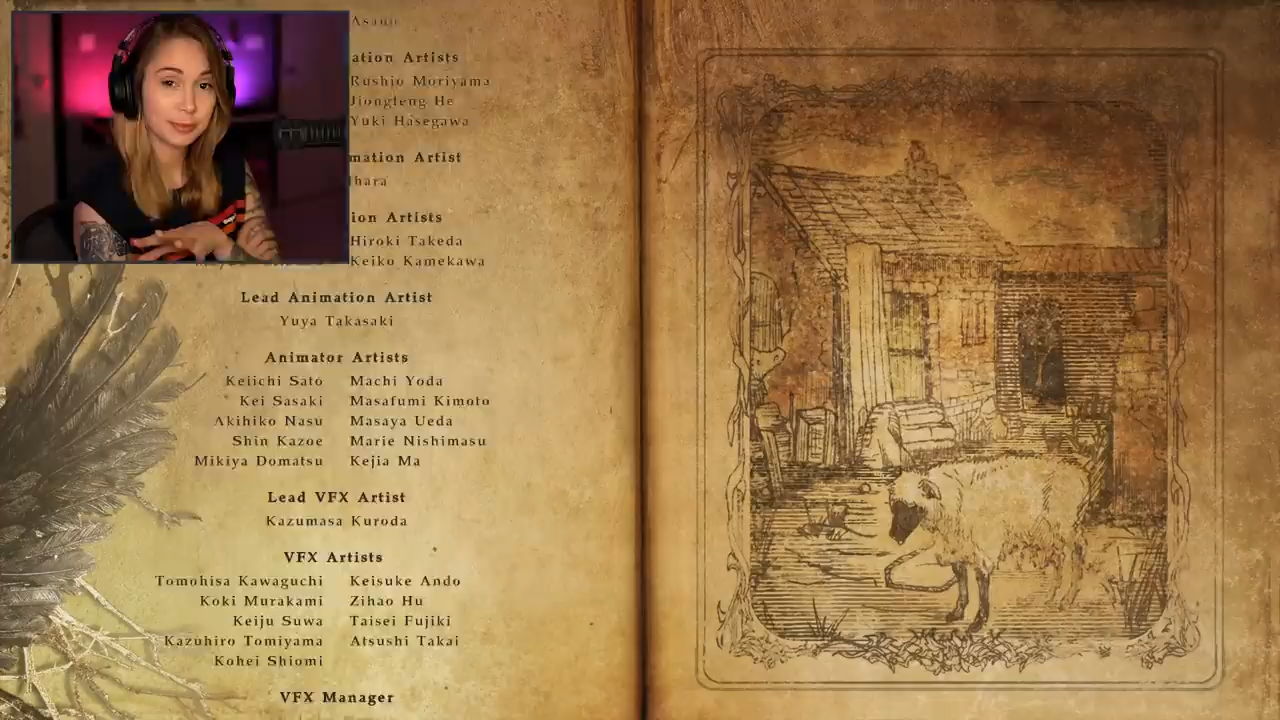 Asano
ation Artists
Rushio Moriyama
Jiongfeng He
Yuki Hasegawa
mation Artist
hara
ion Artists
Hiroki Takeda
Keiko Kamekawa
Lead Animation Artist
Yuya Takasaki
Animator Artists
Keiichi Sato Machi Yoda
Kei Sasaki Masafumi Kimoto
Akihiko Nasu Masaya Ueda
Shin Kazoe Marie Nishimasu
Mikiya Domatsu Kejia Ma
Lead VFX Artist
Kazumasa Kuroda
VFX Artists
Tomohisa Kawaguchi Keisuke Ando
Koki Murakami Zihao Hu
Keiju Suwa Taisei Fujiki
Kazuhiro Tomiyama Atsushi Takai
Kohei Shiomi
VFX Manager